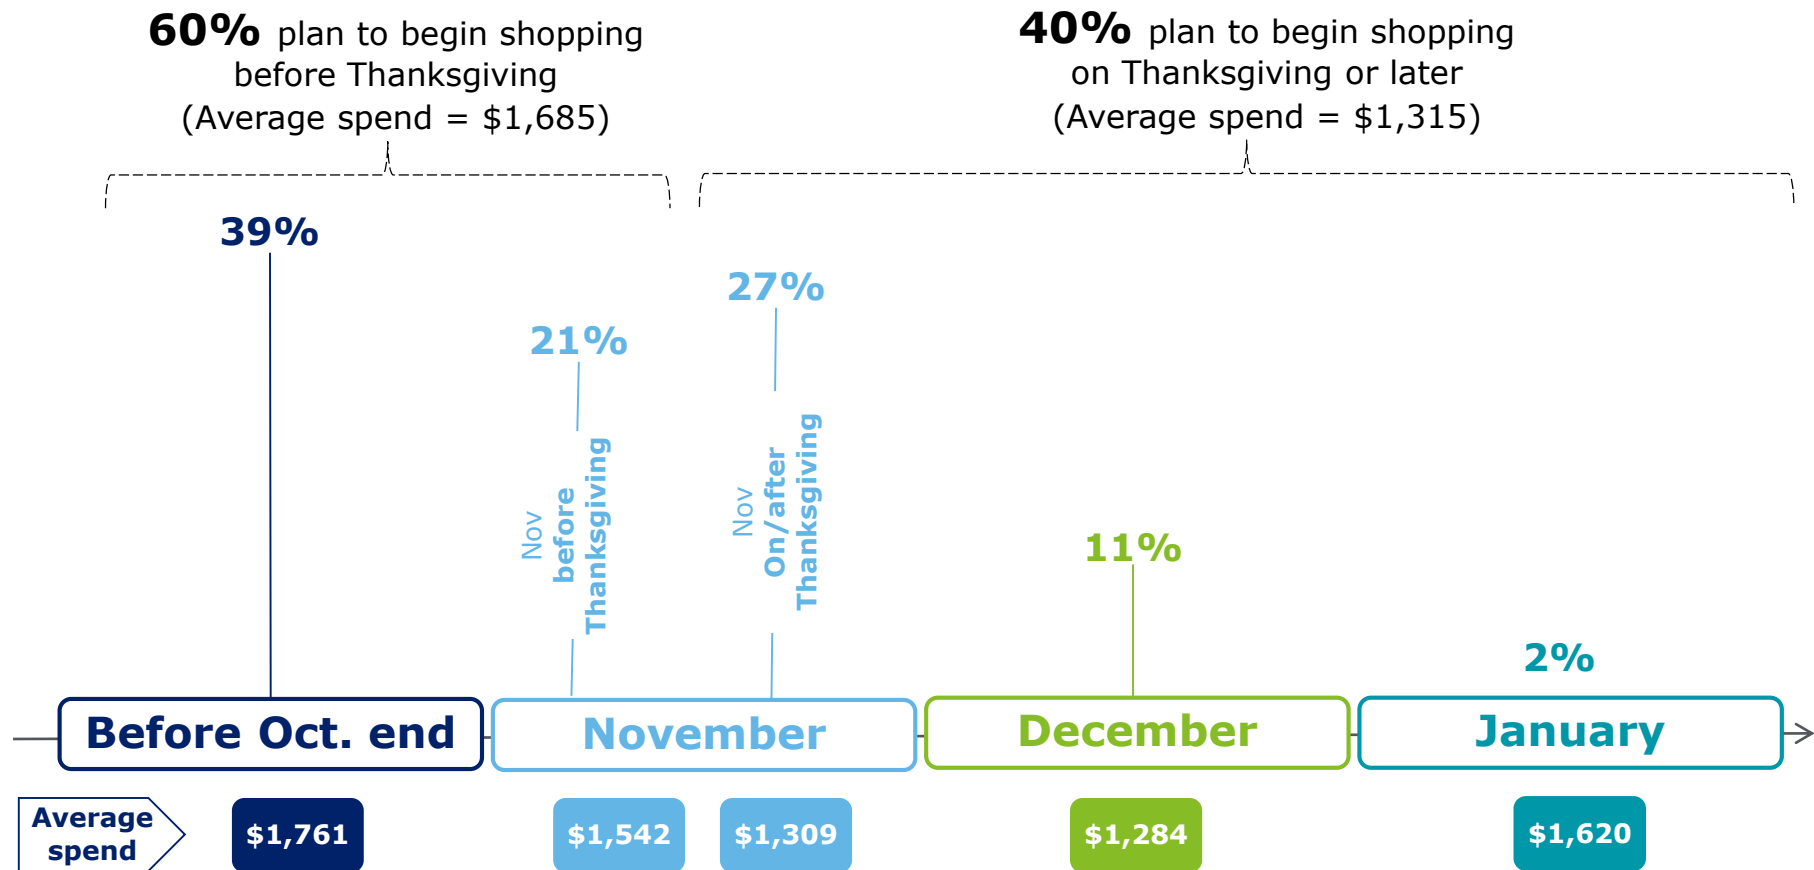 60% plan to begin shopping
before Thanksgiving
(Average spend = $1,685)
40% plan to begin shopping
on Thanksgiving or later
(Average spend = $1,315)
39%
21%
27%
11%
2%
Nov
before
Thanksgiving
Nov
On/after
Thanksgiving
Before Oct. end
November
December
January
Average
spend
$1,761
$1,542
$1,309
$1,284
$1,620